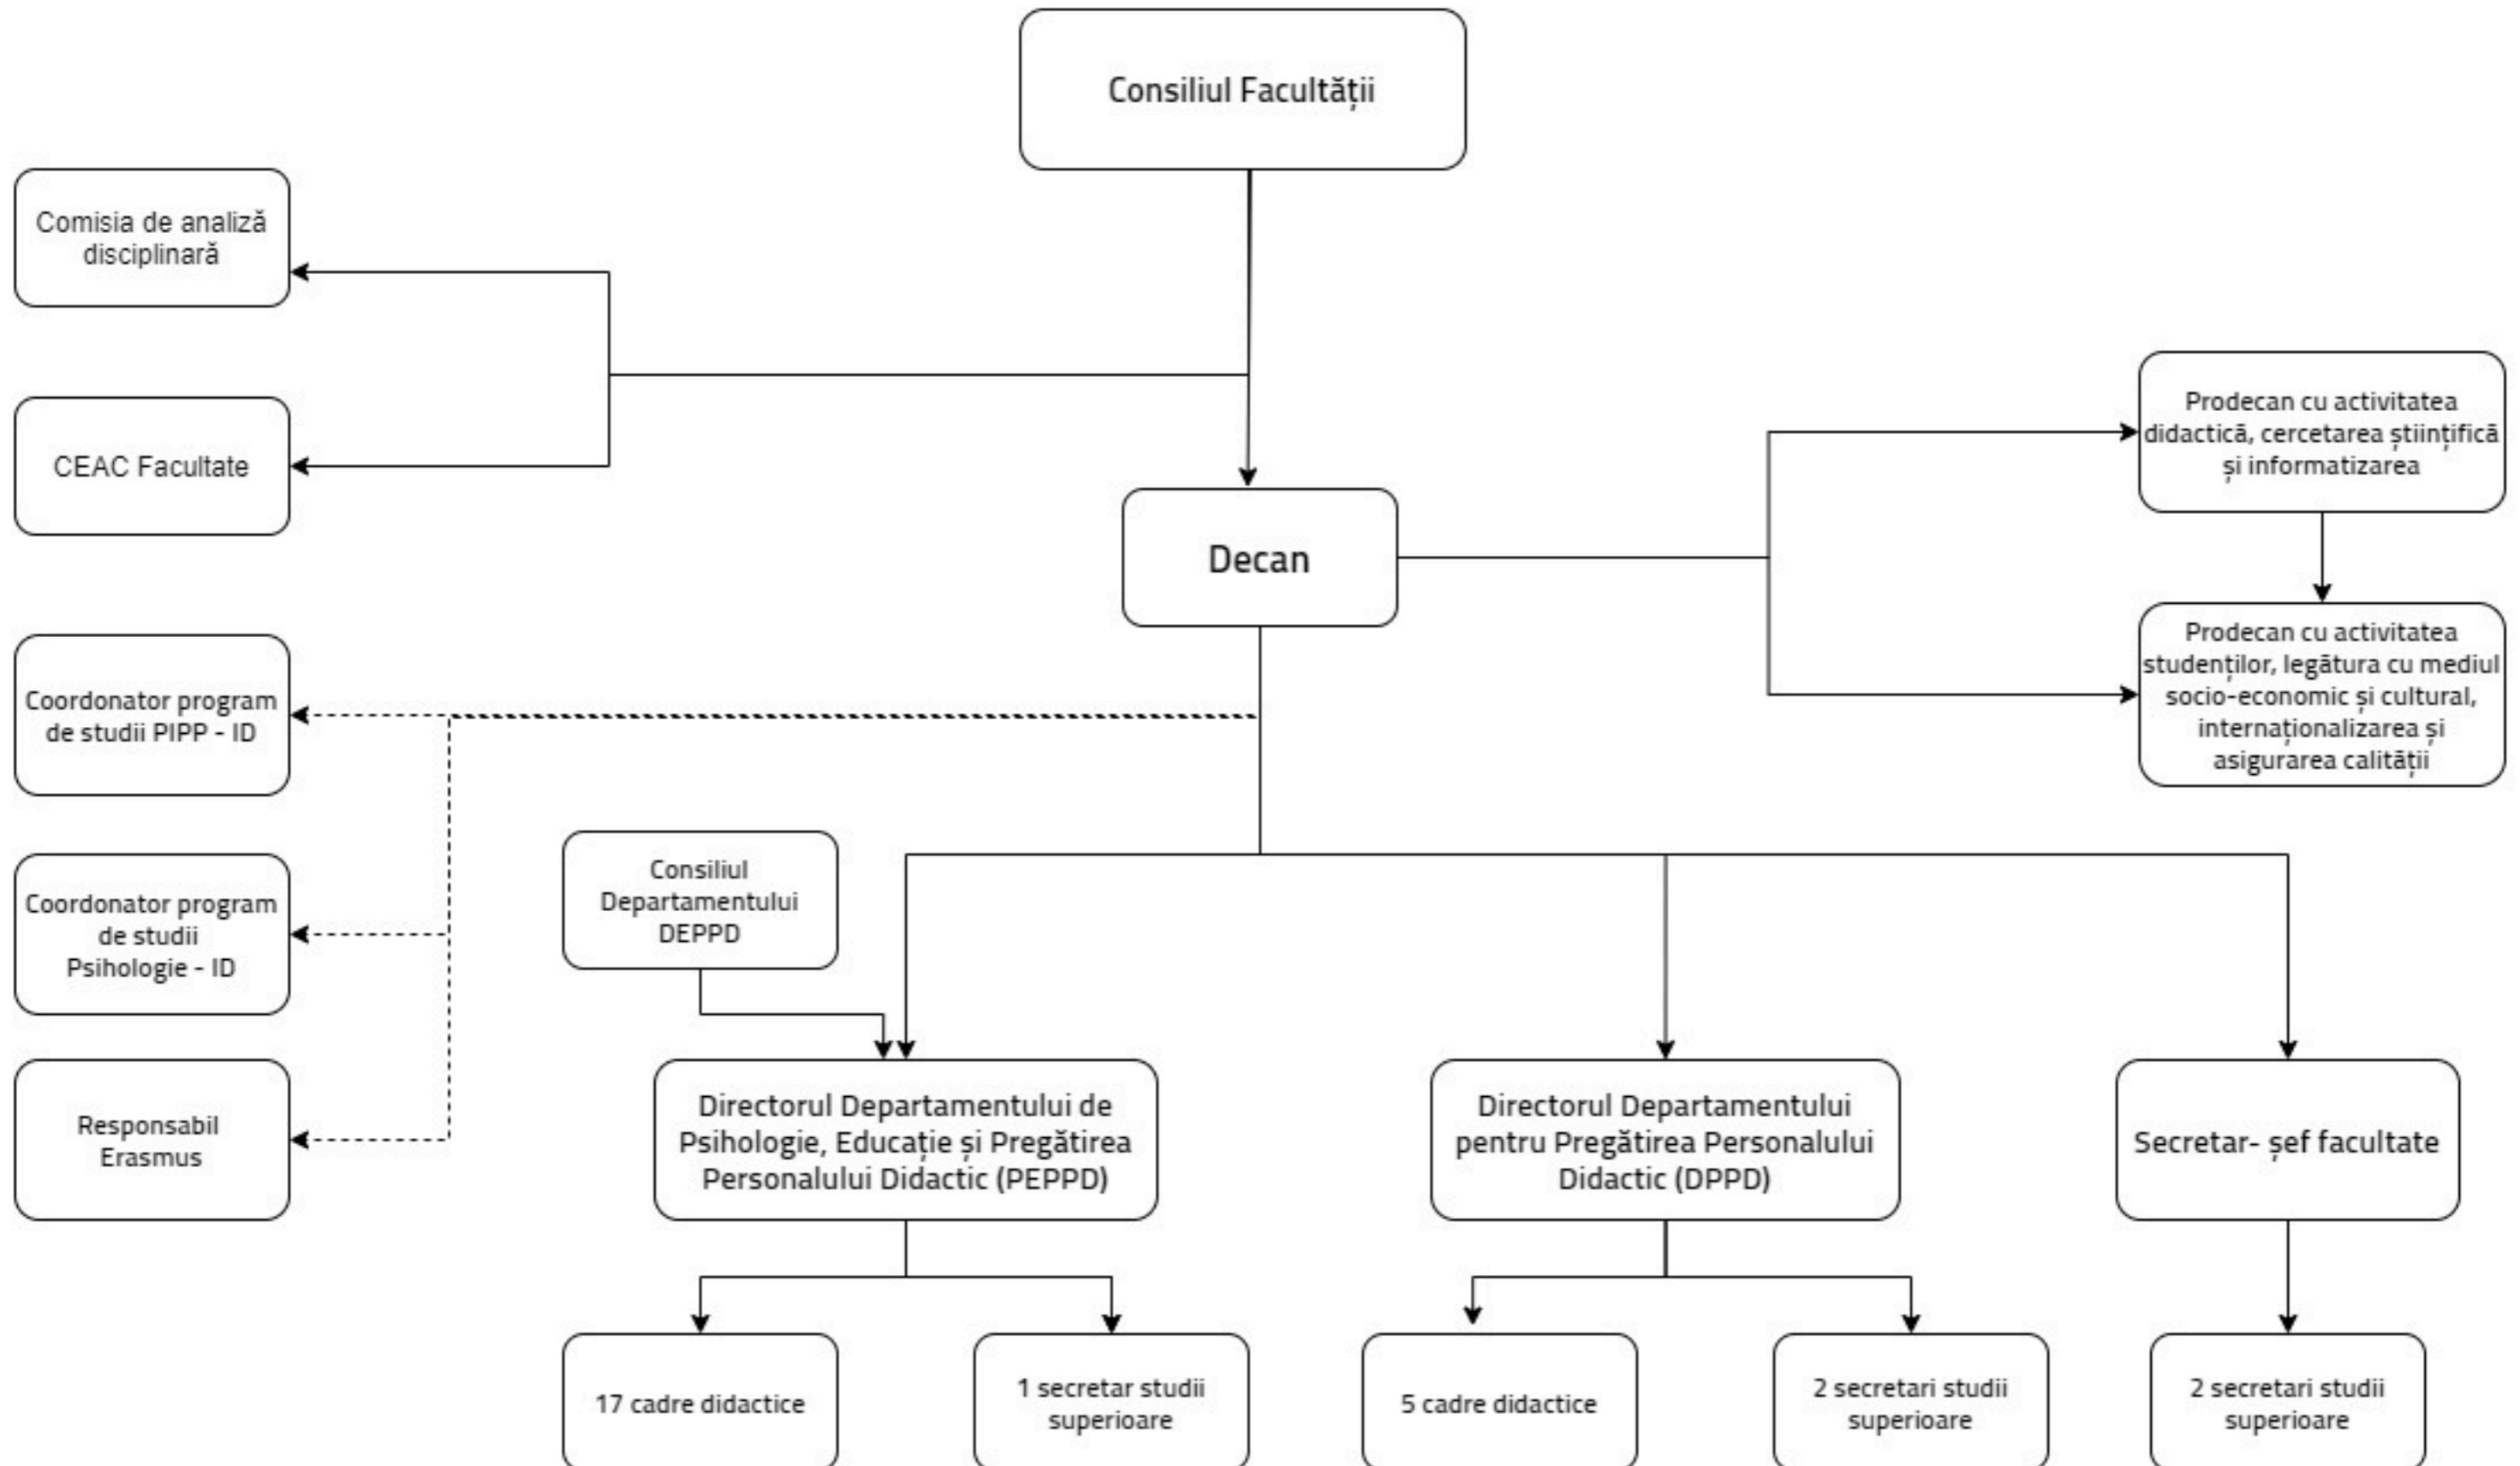 Consiliul Facultății
Comisia de analiză
disciplinară
CEAC Facultate
Prodecan cu activitatea
didactică, cercetarea științifică
și informatizarea
Decan
Prodecan cu activitatea
studenților, legătura cu mediul
socio-economic și cultural,
internaționalizarea și
asigurarea calității
Coordonator program
de studii PIPP - ID
Coordonator program
de studii
Psihologie - ID
Responsabil
Erasmus
Consiliul
Departamentului
DEPPD
Directorul Departamentului de
Psihologie, Educație și Pregătirea
Personalului Didactic (PEPPD)
Directorul Departamentului
pentru Pregătirea Personalului
Didactic (DPPD)
Secretar- șef facultate
17 cadre didactice
1 secretar studii
superioare
5 cadre didactice
2 secretari studii
superioare
2 secretari studii
superioare